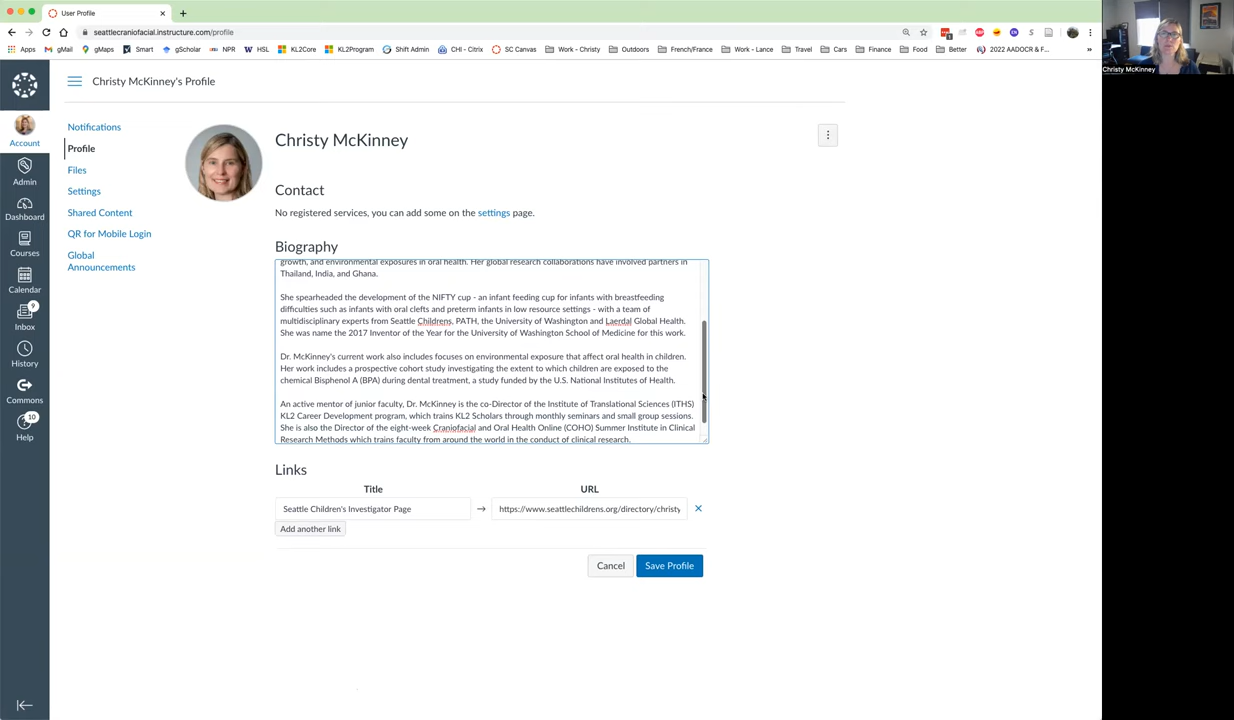 User Profile
seattlecraniofacial.instructure.com/profile
Apps
gMail
gMaps
Smart
gScholar
NPR
HSL
KL2Core
KL2Program
Shift Admin
CHI - Citrix
SC Canvas
Work - Christy
Outdoors
French/France
Work - Lance
Travel
Cars
Finance
Food
Better
2022 AADOCR & F...
»
Christy McKinney
Christy McKinney's Profile
Account
Admin
Dashboard
Courses
Calendar
9
Inbox
History
Commons
10
Help
Notifications
Profile
Files
Settings
Shared Content
QR for Mobile Login
Global
Announcements
Christy McKinney
Contact
No registered services, you can add some on the settings page.
Biography
growth, and environmental exposures in oral health. Her global research collaborations have involved partners in
Thailand, India, and Ghana.
She spearheaded the development of the NIFTY cup - an infant feeding cup for infants with breastfeeding
difficulties such as infants with oral clefts and preterm infants in low resource settings - with a team of
multidisciplinary experts from Seattle Childrens, PATH, the University of Washington and Laerdal Global Health.
She was name the 2017 Inventor of the Year for the University of Washington School of Medicine for this work.
Dr. McKinney's current work also includes focuses on environmental exposure that affect oral health in children.
Her work includes a prospective cohort study investigating the extent to which children are exposed to the
chemical Bisphenol A (BPA) during dental treatment, a study funded by the U.S. National Institutes of Health.
An active mentor of junior faculty, Dr. McKinney is the co-Director of the Institute of Translational Sciences (ITHS)
KL2 Career Development program, which trains KL2 Scholars through monthly seminars and small group sessions.
She is also the Director of the eight-week Craniofacial and Oral Health Online (COHO) Summer Institute in Clinical
Research Methods which trains faculty from around the world in the conduct of clinical research.
Links
Title
URL
Seattle Children's Investigator Page
→
https://www.seattlechildrens.org/directory/christy
Add another link
Cancel
Save Profile